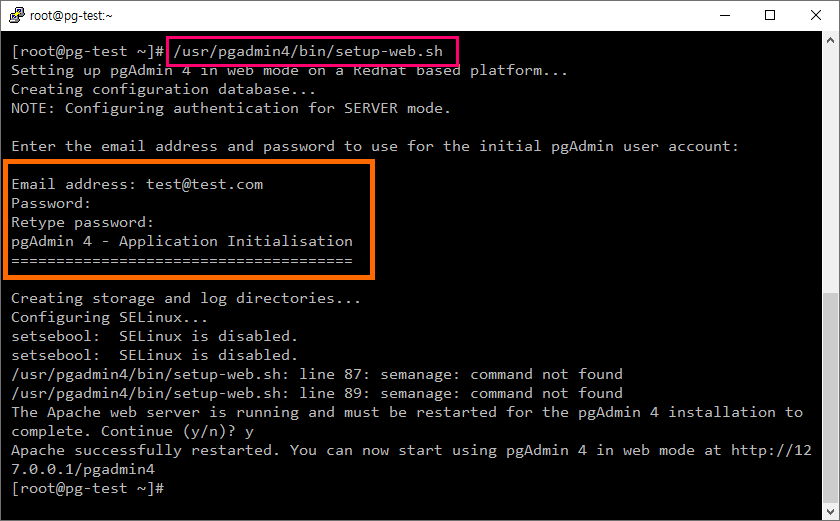 root@pg-test:~
[root@pg-test ~]# /usr/pgadmin4/bin/setup-web.sh
Setting up pgAdmin 4 in web mode on a Redhat based platform...
Creating configuration database...
NOTE: Configuring authentication for SERVER mode.
Enter the email address and password to use for the initial pgAdmin user account:
Email address: test@test.com
Password:
Retype password:
pgAdmin 4 - Application Initialisation
======================================
Creating storage and log directories...
Configuring SELinux...
setsebool:  SELinux is disabled.
setsebool:  SELinux is disabled.
/usr/pgadmin4/bin/setup-web.sh: line 87: semanage: command not found
/usr/pgadmin4/bin/setup-web.sh: line 89: semanage: command not found
The Apache web server is running and must be restarted for the pgAdmin 4 installation to
complete. Continue (y/n)? y
Apache successfully restarted. You can now start using pgAdmin 4 in web mode at http://12
7.0.0.1/pgadmin4
[root@pg-test ~]#